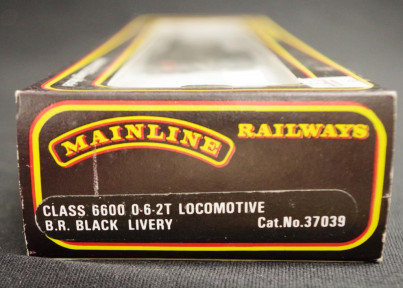 MAINLINE RAILWAYS
CLASS 6600 0-6-2T LOCOMOTIVE
B.R. BLACK LIVERY Cat.No.37039